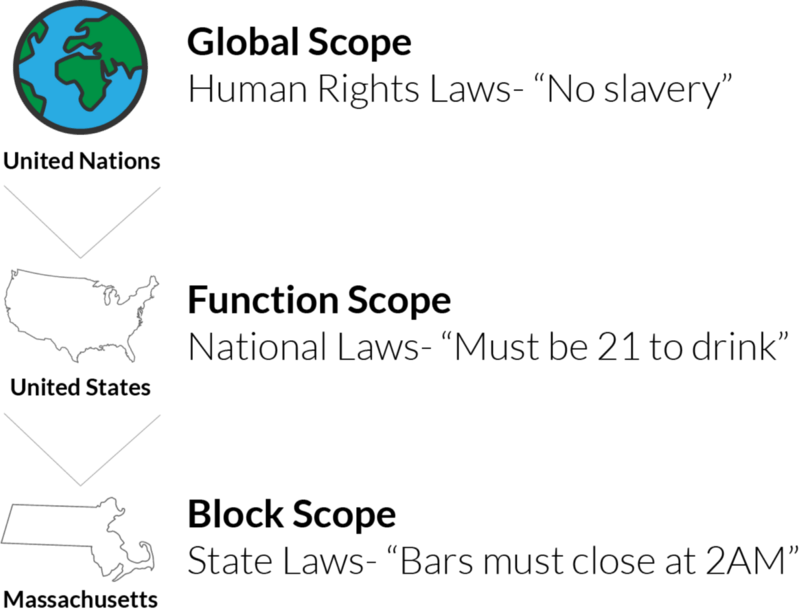 Global Scope
Human Rights Laws- “No slavery”
United Nations
Function Scope
National Laws- “Must be 21 to drink”
United States
Block Scope
State Laws- “Bars must close at 2AM”
Massachusetts